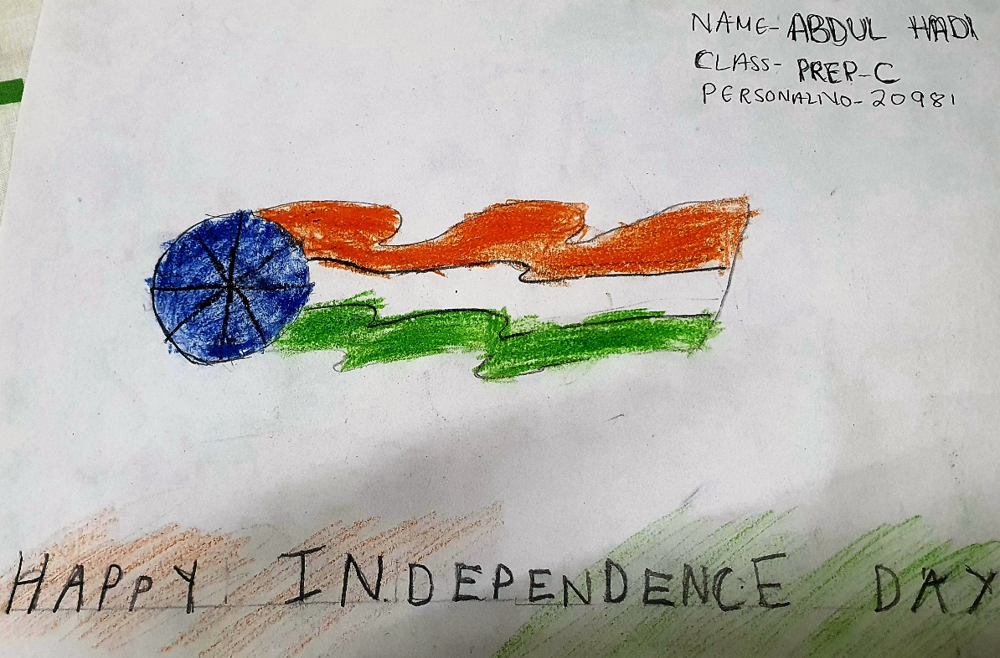 NAME- ABDUL HADI
CLASS- PREP-C
PERSONALNO- 20981
HAPPY INDEPENDENCE DAY